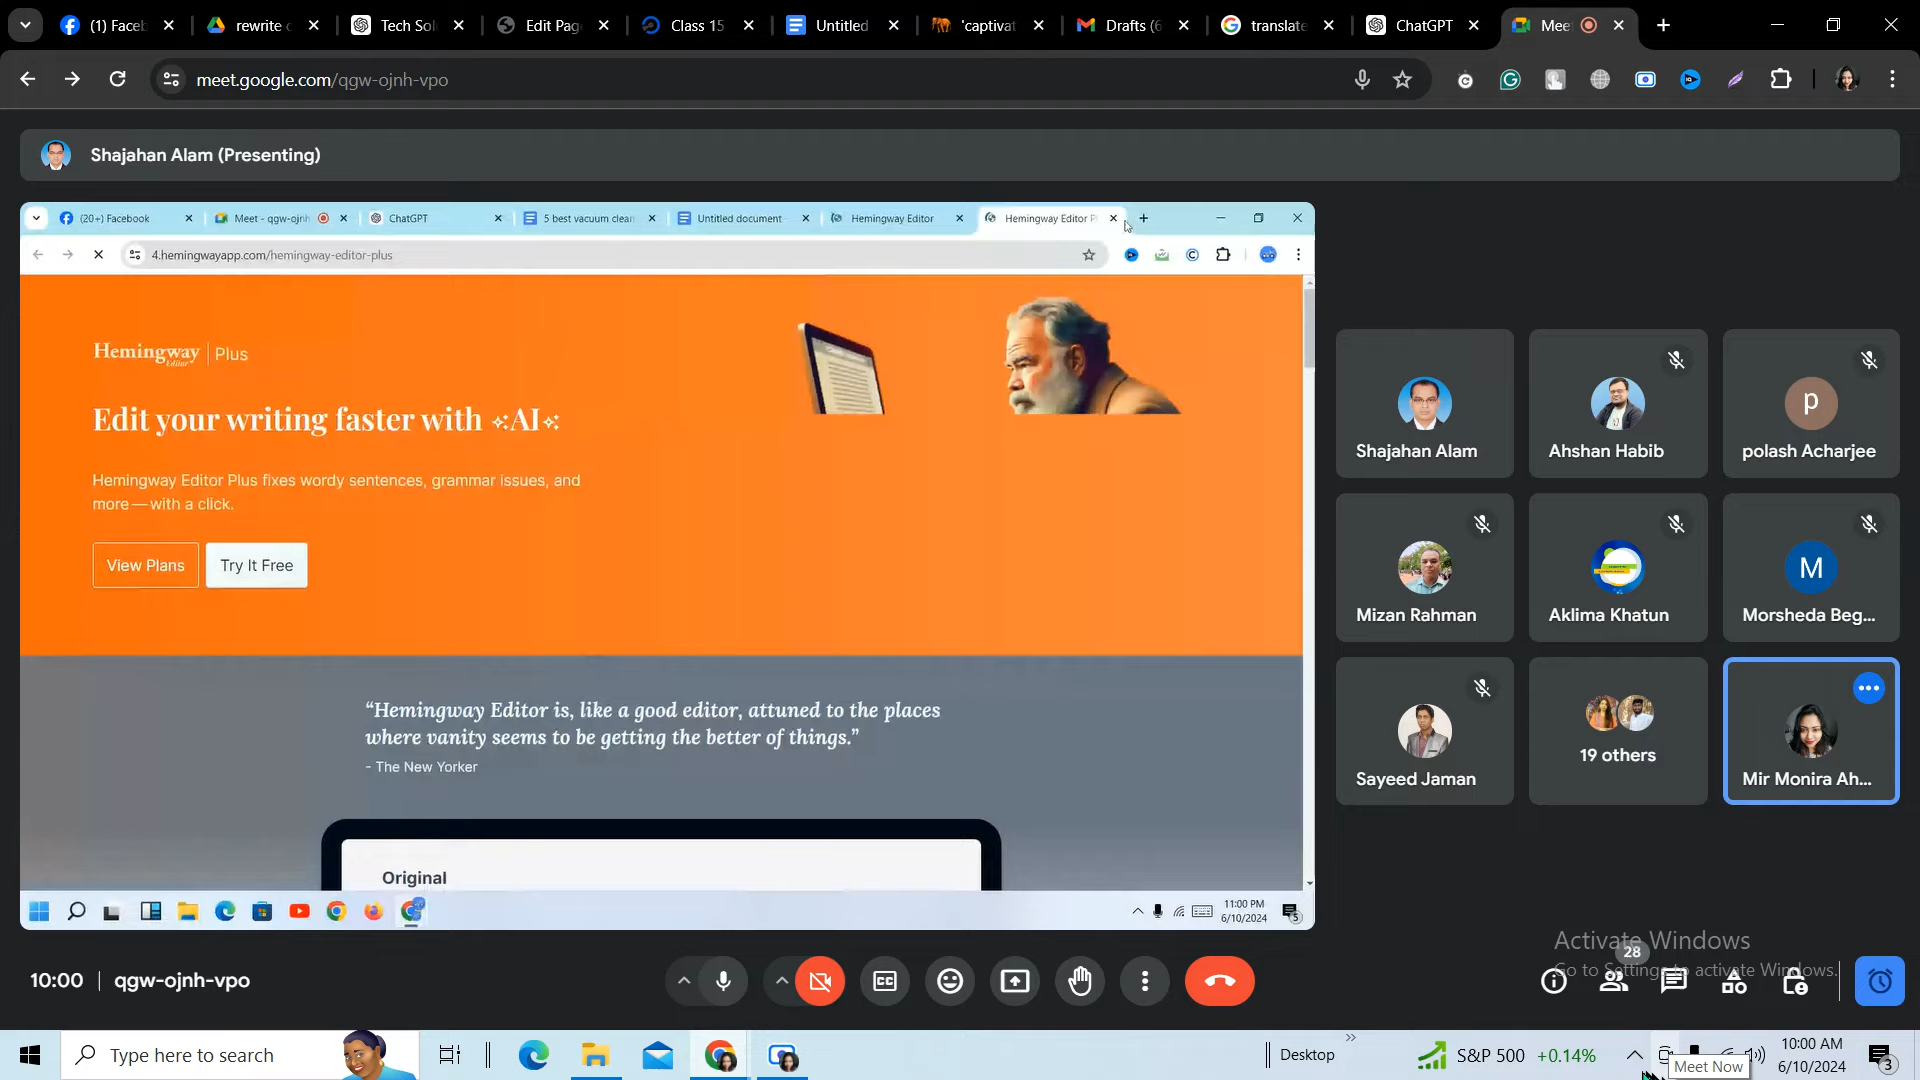 (1) Faceb
rewrite c
Tech Sol
Edit Pag
Class 15
Untitled
'captivat
Drafts (6
translate
ChatGPT
Mee
meet.google.com/qgw-ojnh-vpo
Shajahan Alam (Presenting)
(20+) Facebook
Meet - qgw-ojnh
ChatGPT
5 best vacuum clean
Untitled document
Hemingway Editor
Hemingway Editor P
4.hemingwayapp.com/hemingway-editor-plus
Hemingway Editor | Plus
Edit your writing faster with AI
Hemingway Editor Plus fixes wordy sentences, grammar issues, and
more—with a click.
View Plans
Try It Free
“Hemingway Editor is, like a good editor, attuned to the places
where vanity seems to be getting the better of things.”
- The New Yorker
Original
11:00 PM
6/10/2024
5
Shajahan Alam
Ahshan Habib
p
polash Acharjee
Mizan Rahman
Aklima Khatun
M
Morsheda Beg...
Sayeed Jaman
19 others
Mir Monira Ah...
Activate Windows
Go to Settings to activate Windows.
10:00 | qgw-ojnh-vpo
28
Type here to search
Desktop
S&P 500 +0.14%
Meet Now
10:00 AM
6/10/2024
3